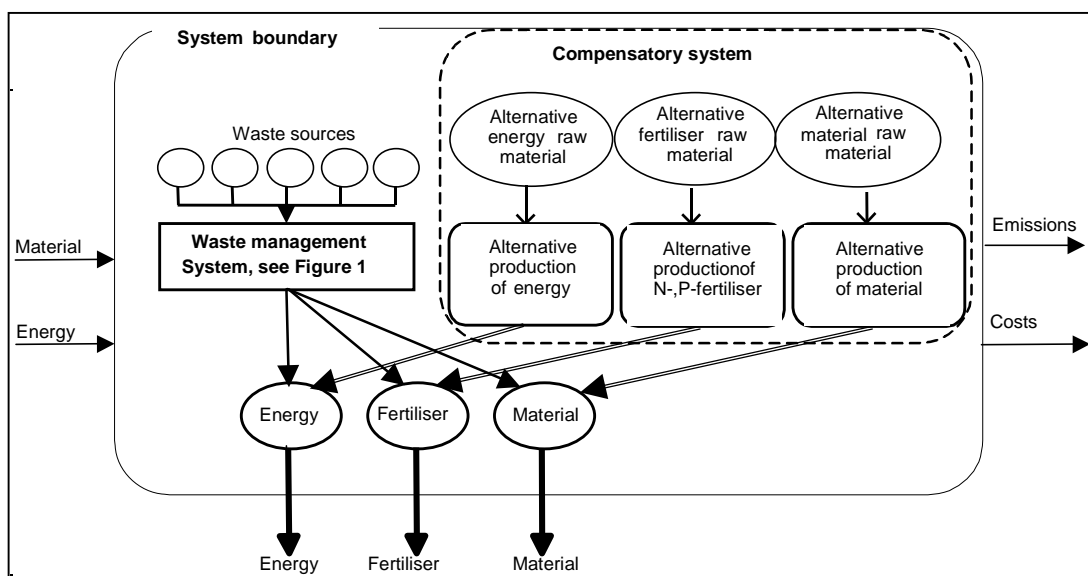 System boundary
Compensatory system
Waste sources
Alternative
energy raw
material
Alternative
fertiliser raw
material
Alternative
material raw
material
Material
Energy
Waste management
System, see Figure 1
Alternative
production
of energy
Alternative
productionof
N-,P-fertiliser
Alternative
production
of material
Emissions
Costs
Energy
Fertiliser
Material
Energy
Fertiliser
Material